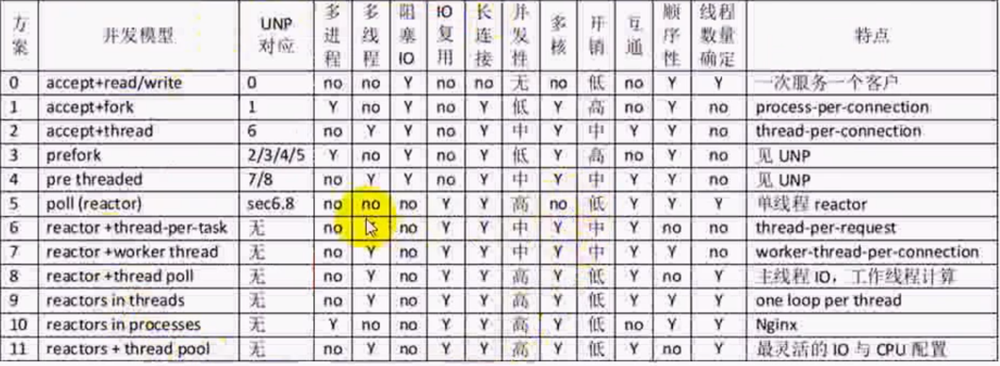 方案 并发模型 UNP对应 多进程 多线程 阻塞IO IO复用 长连接 并发性 多核 开销 互通 顺序性 线程数量确定 特点
0 accept+read/write 0 no no Y no no 无 no 低 no Y Y 一次服务一个客户
1 accept+fork 1 Y no Y no Y 低 Y 高 no Y no process-per-connection
2 accept+thread 6 no Y Y no Y 中 Y 中 Y Y no thread-per-connection
3 prefork 2/3/4/5 Y no Y no Y 低 Y 高 no Y no 见 UNP
4 pre threaded 7/8 no Y Y no Y 中 Y 中 Y Y no 见 UNP
5 poll (reactor) sec6.8 no no no Y Y 高 no 低 Y Y Y 单线程 reactor
6 reactor +thread-per-task 无 no no Y Y 中 Y 中 Y no no thread-per-request
7 reactor +worker thread 无 no Y no Y Y 中 Y 中 Y Y no worker-thread-per-connection
8 reactor +thread poll 无 no Y no Y Y 高 Y 低 Y no Y 主线程 IO，工作线程计算
9 reactors in threads 无 no Y no Y Y 高 Y 低 Y Y Y one loop per thread
10 reactors in processes 无 Y no no Y Y 高 Y 低 no Y Y Nginx
11 reactors + thread pool 无 no Y no Y Y 高 Y 低 Y no Y 最灵活的 IO 与 CPU 配置